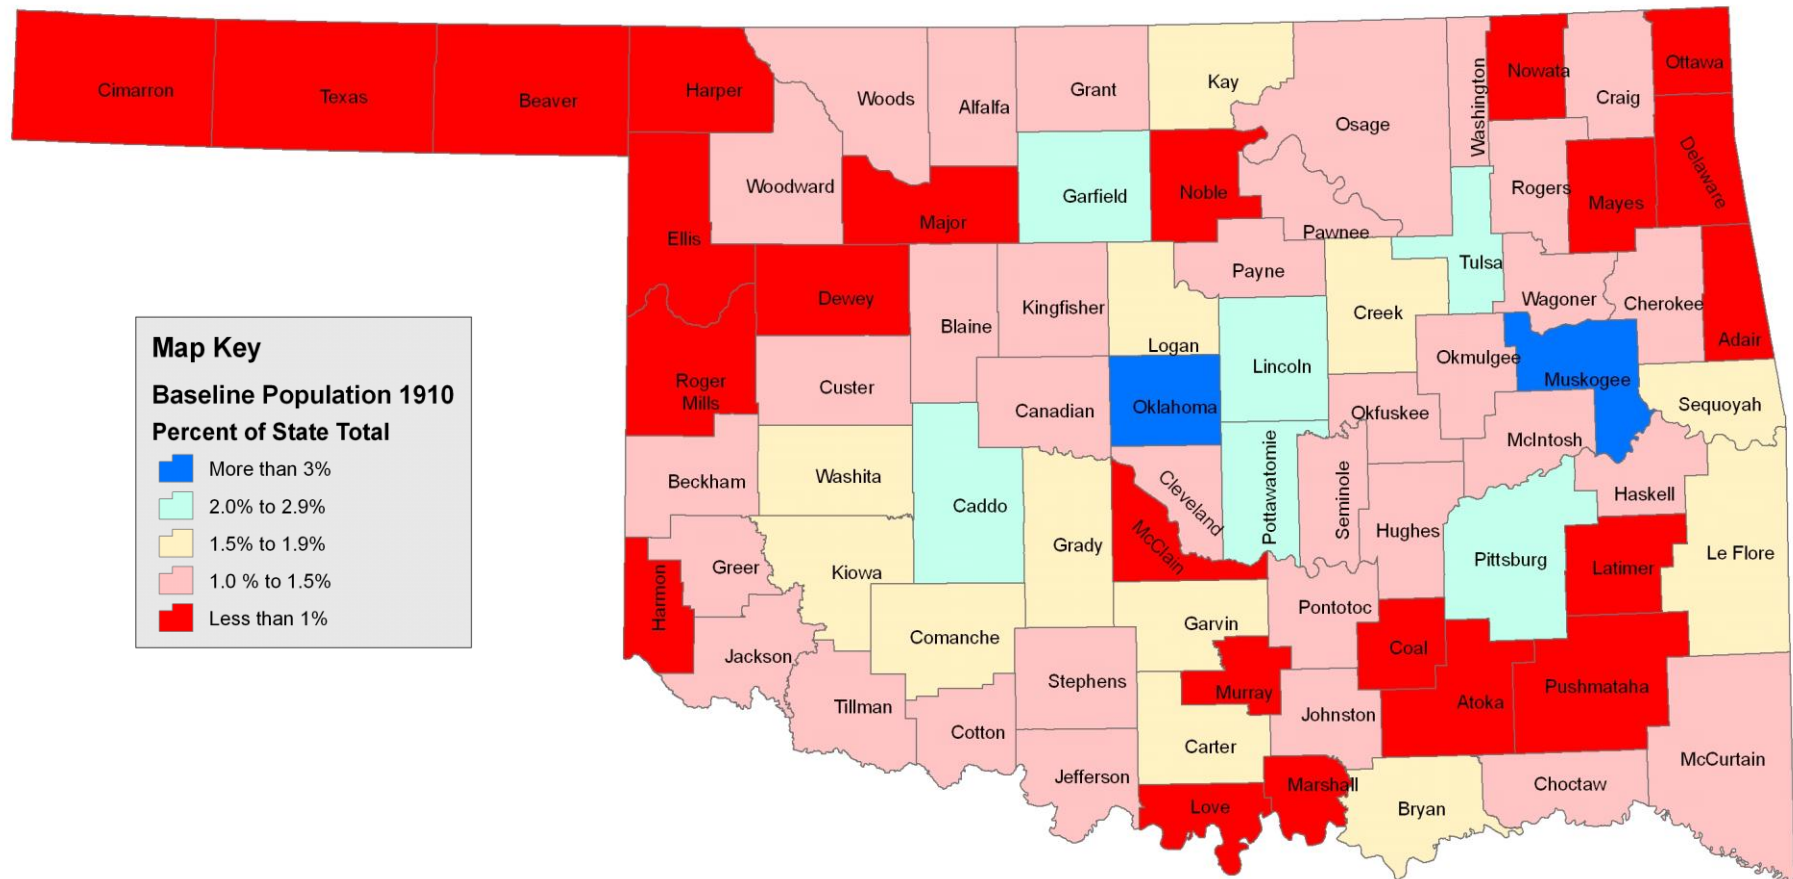 Cimarron
Texas
Beaver
Harper
Woods
Alfalfa
Grant
Kay
Osage
Washington
Nowata
Craig
Ottawa
Woodward
Ellis
Major
Garfield
Noble
Pawnee
Rogers
Mayes
Delaware
Dewey
Blaine
Kingfisher
Logan
Payne
Creek
Tulsa
Wagoner
Cherokee
Adair
Roger
Mills
Custer
Canadian
Oklahoma
Lincoln
Okfuskee
Okmulgee
Muskogee
McIntosh
Sequoyah
Beckham
Washita
Caddo
Grady
Cleveland
McClain
Pottawatomie
Seminole
Hughes
Pittsburg
Haskell
Latimer
Le Flore
Harmon
Greer
Kiowa
Jackson
Comanche
Tillman
Cotton
Stephens
Jefferson
Garvin
Murray
Carter
Love
Pontotoc
Johnston
Marshall
Coal
Atoka
Bryan
Pushmataha
Choctaw
McCurtain
Map Key
Baseline Population 1910
Percent of State Total
More than 3%
2.0% to 2.9%
1.5% to 1.9%
1.0 % to 1.5%
Less than 1%